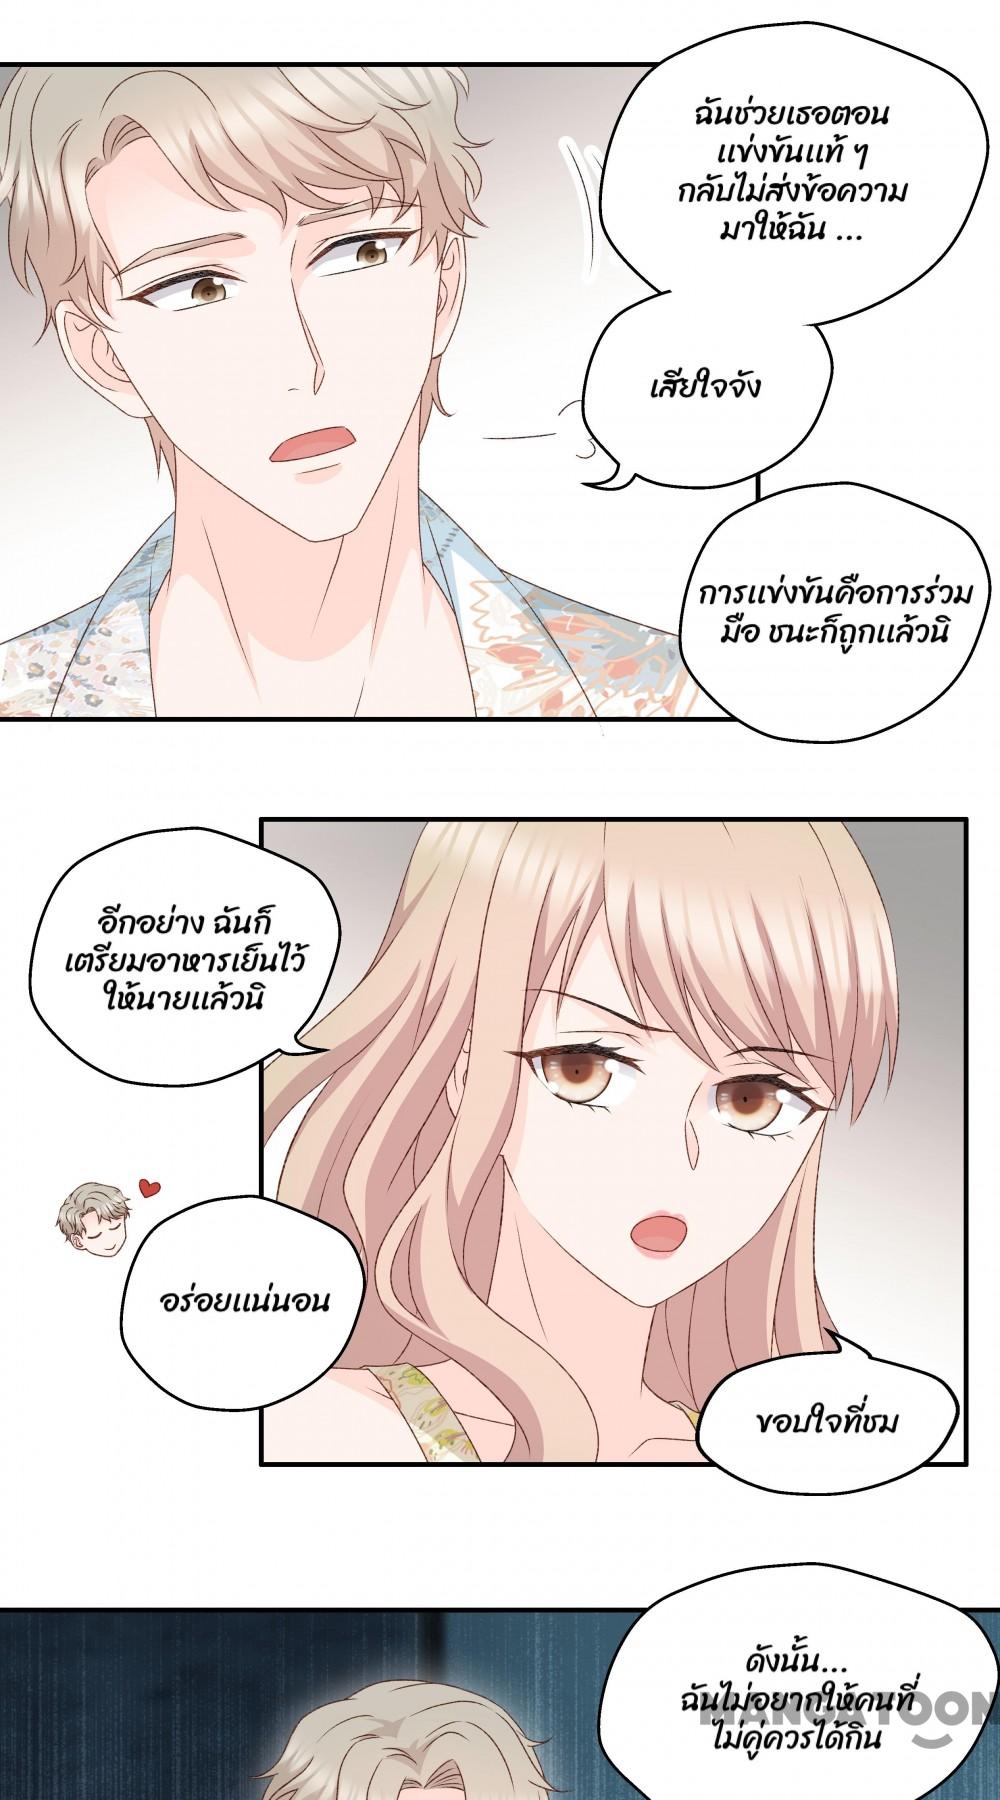 ฉันช่วยเธอตอน
แข่งขันแท้ ๆ
กลับไม่ส่งข้อความ
มาให้ฉัน ...
เสียใจจัง
การแข่งขันคือการร่วม
มือ ชนะก็ถูกแล้วนิ
อีกอย่าง ฉันก็
เตรียมอาหารเย็นไว้
ให้นายแล้วนิ
อร่อยแน่นอน
ขอบใจที่ชม
ดังนั้น...
ฉันไม่อยากให้คนที่
ไม่คู่ควรได้กิน
MANGATOON